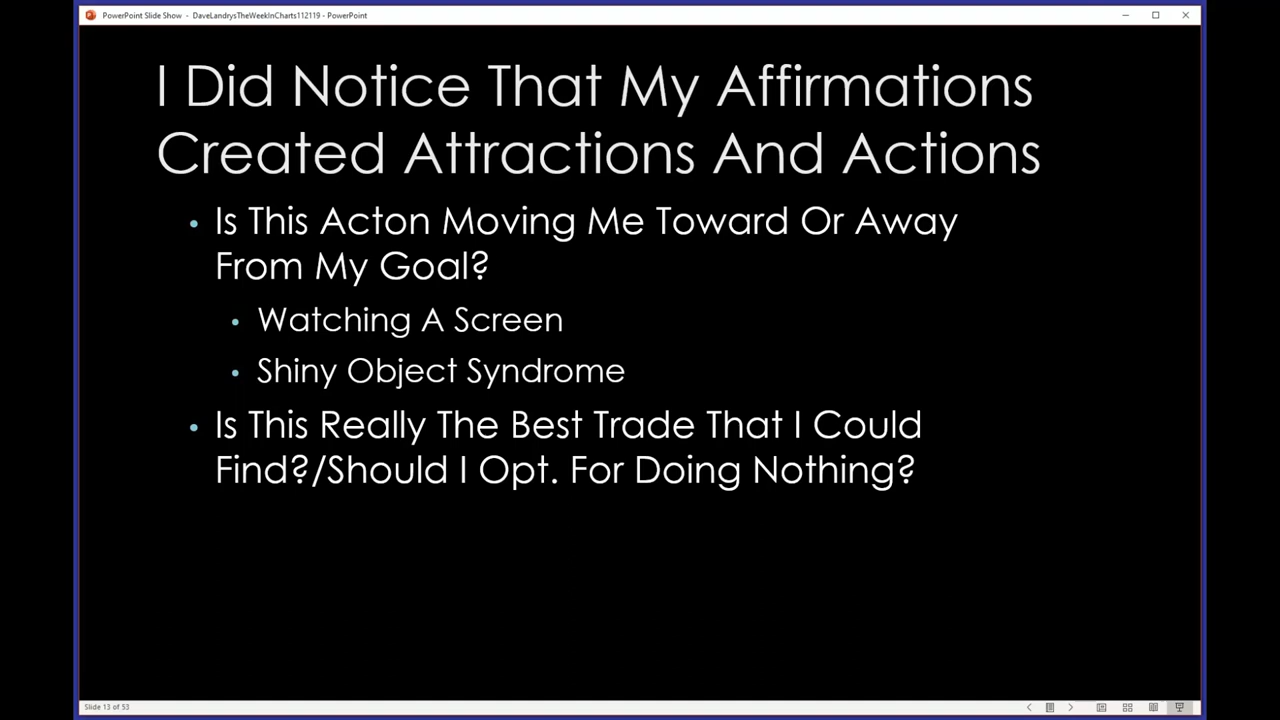 PowerPoint Slide Show - DaveLandrysTheWeekInCharts112119 - PowerPoint
I Did Notice That My Affirmations
Created Attractions And Actions
• Is This Acton Moving Me Toward Or Away
From My Goal?
• Watching A Screen
• Shiny Object Syndrome
• Is This Really The Best Trade That I Could
Find?/Should I Opt. For Doing Nothing?
Slide 13 of 53